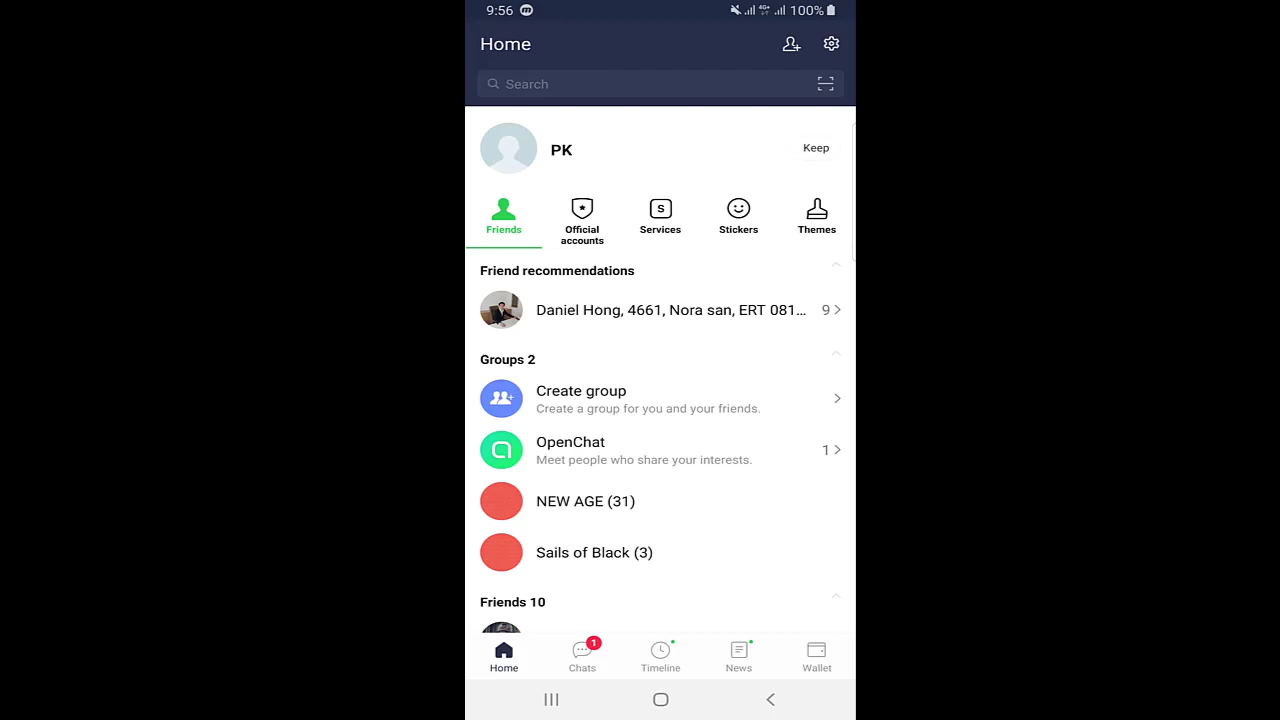 9:56 4G+ 100%
Home
Search
PK
Keep
Friends
Official accounts
S
Services
Stickers
Themes
Friend recommendations
Daniel Hong, 4661, Nora san, ERT 081... 9
Groups 2
Create group
Create a group for you and your friends.
OpenChat
Meet people who share your interests. 1
NEW AGE (31)
Sails of Black (3)
Friends 10
1
Home Chats Timeline News Wallet